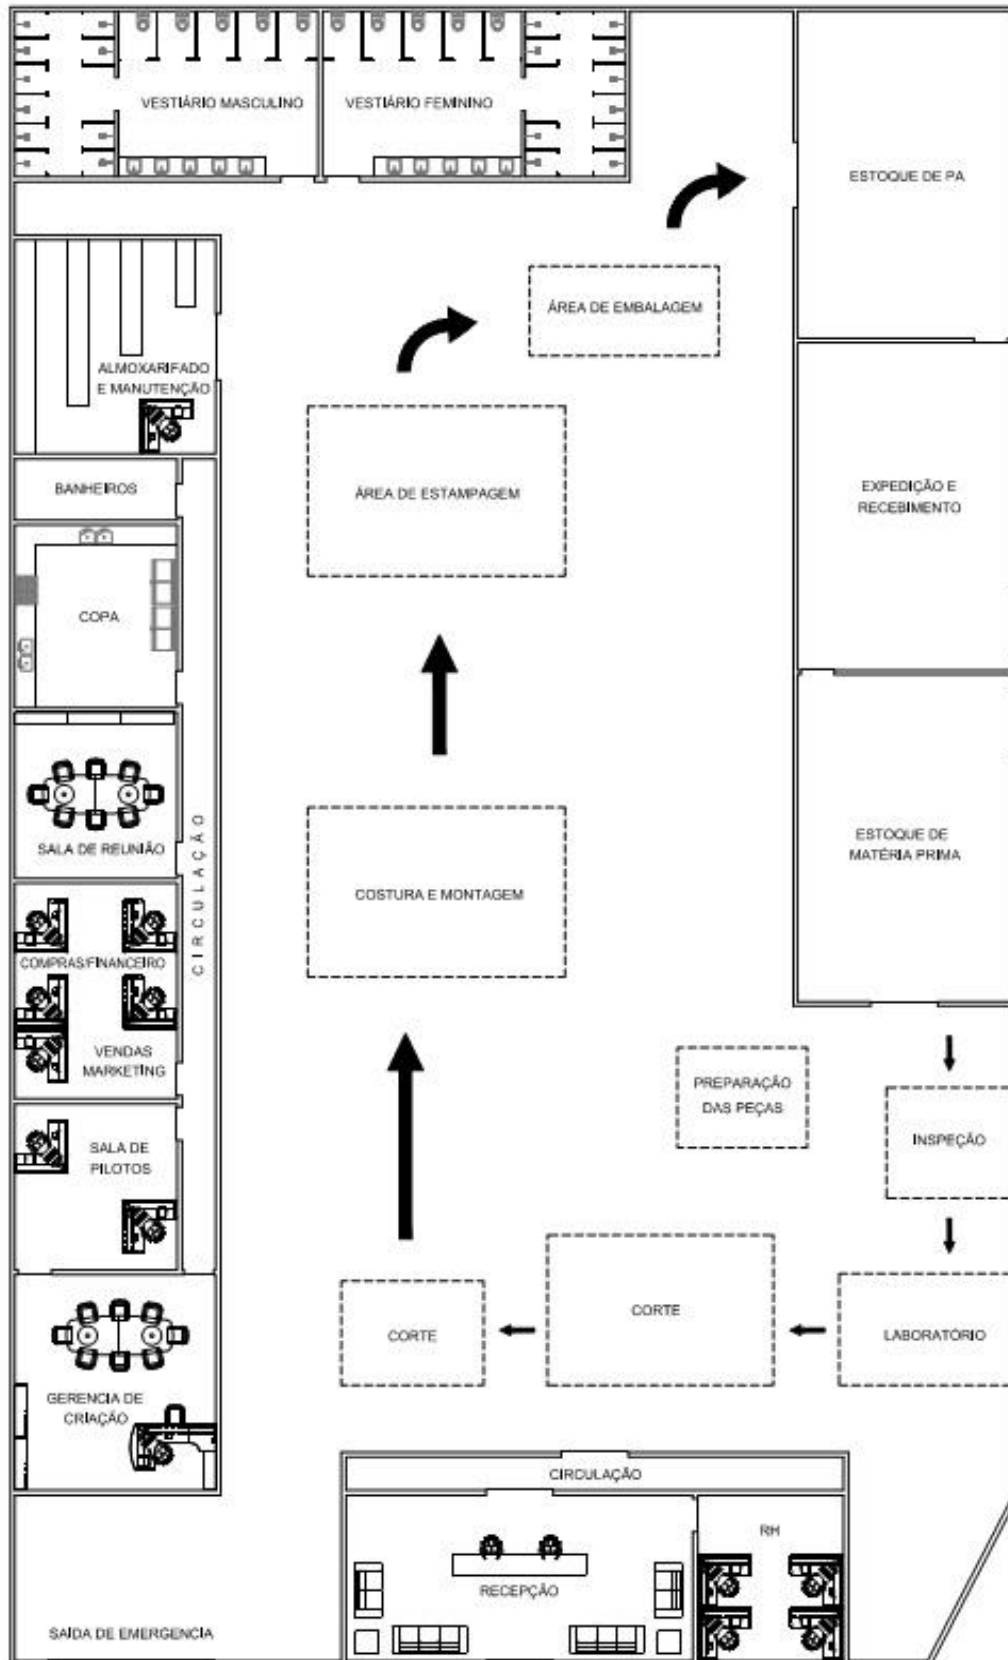 VESTIÁRIO MASCULINO
VESTIÁRIO FEMININO
ESTOQUE DE PA
ÁREA DE EMBALAGEM
ALMOXARIFADO
E MANUTENÇÃO
BANHEIROS
ÁREA DE ESTAMPAGEM
EXPEDIÇÃO E
RECEBIMENTO
COPA
SALA DE REUNIÃO
CIRCULAÇÃO
COSTURA E MONTAGEM
ESTOQUE DE
MATÉRIA PRIMA
COMPRAS/FINANCEIRO
VENDAS
MARKETING
PREPARAÇÃO
DAS PEÇAS
INSPEÇÃO
SALA DE
PILOTOS
CORTE
CORTE
LABORATÓRIO
GERENCIA DE
CRIAÇÃO
CIRCULAÇÃO
RH
RECEPÇÃO
SAÍDA DE EMERGENCIA